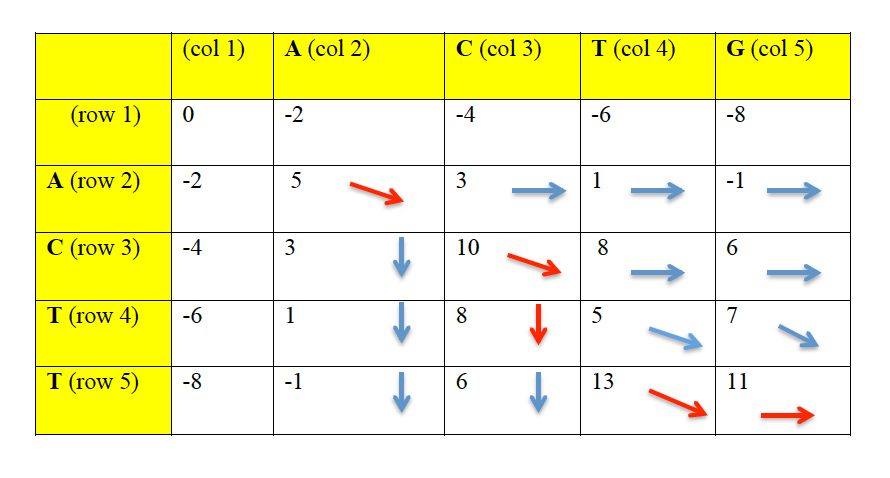 (col 1) A (col 2) C (col 3) T (col 4) G (col 5)
(row 1) 0 -2 -4 -6 -8
A (row 2) -2 5 3 1 -1
C (row 3) -4 3 10 8 6
T (row 4) -6 1 8 5 7
T (row 5) -8 -1 6 13 11